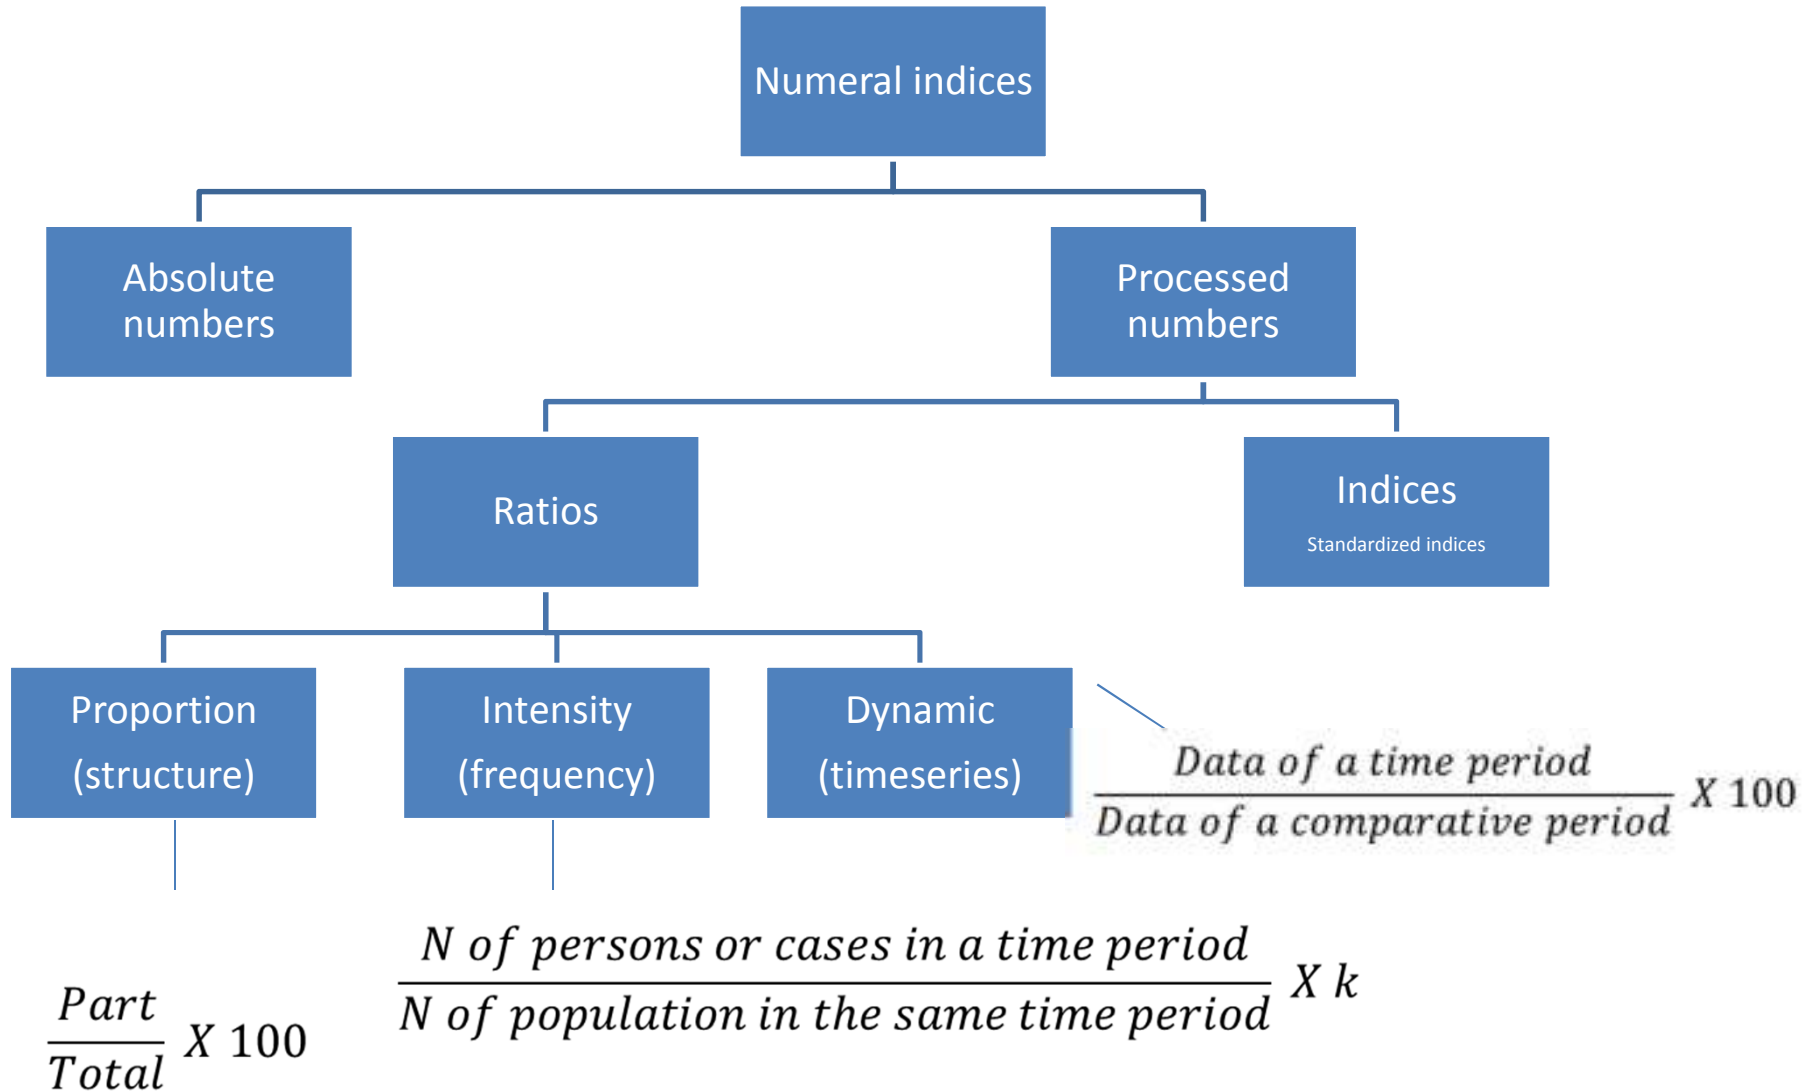 Numeral indices
Absolute
numbers
Processed
numbers
Ratios
Indices
Standardized indices
Proportion
(structure)
Intensity
(frequency)
Dynamic
(timeseries)
Data of a time period
Data of a comparative period X 100
N of persons or cases in a time period
N of population in the same time period X k
Part
Total X 100